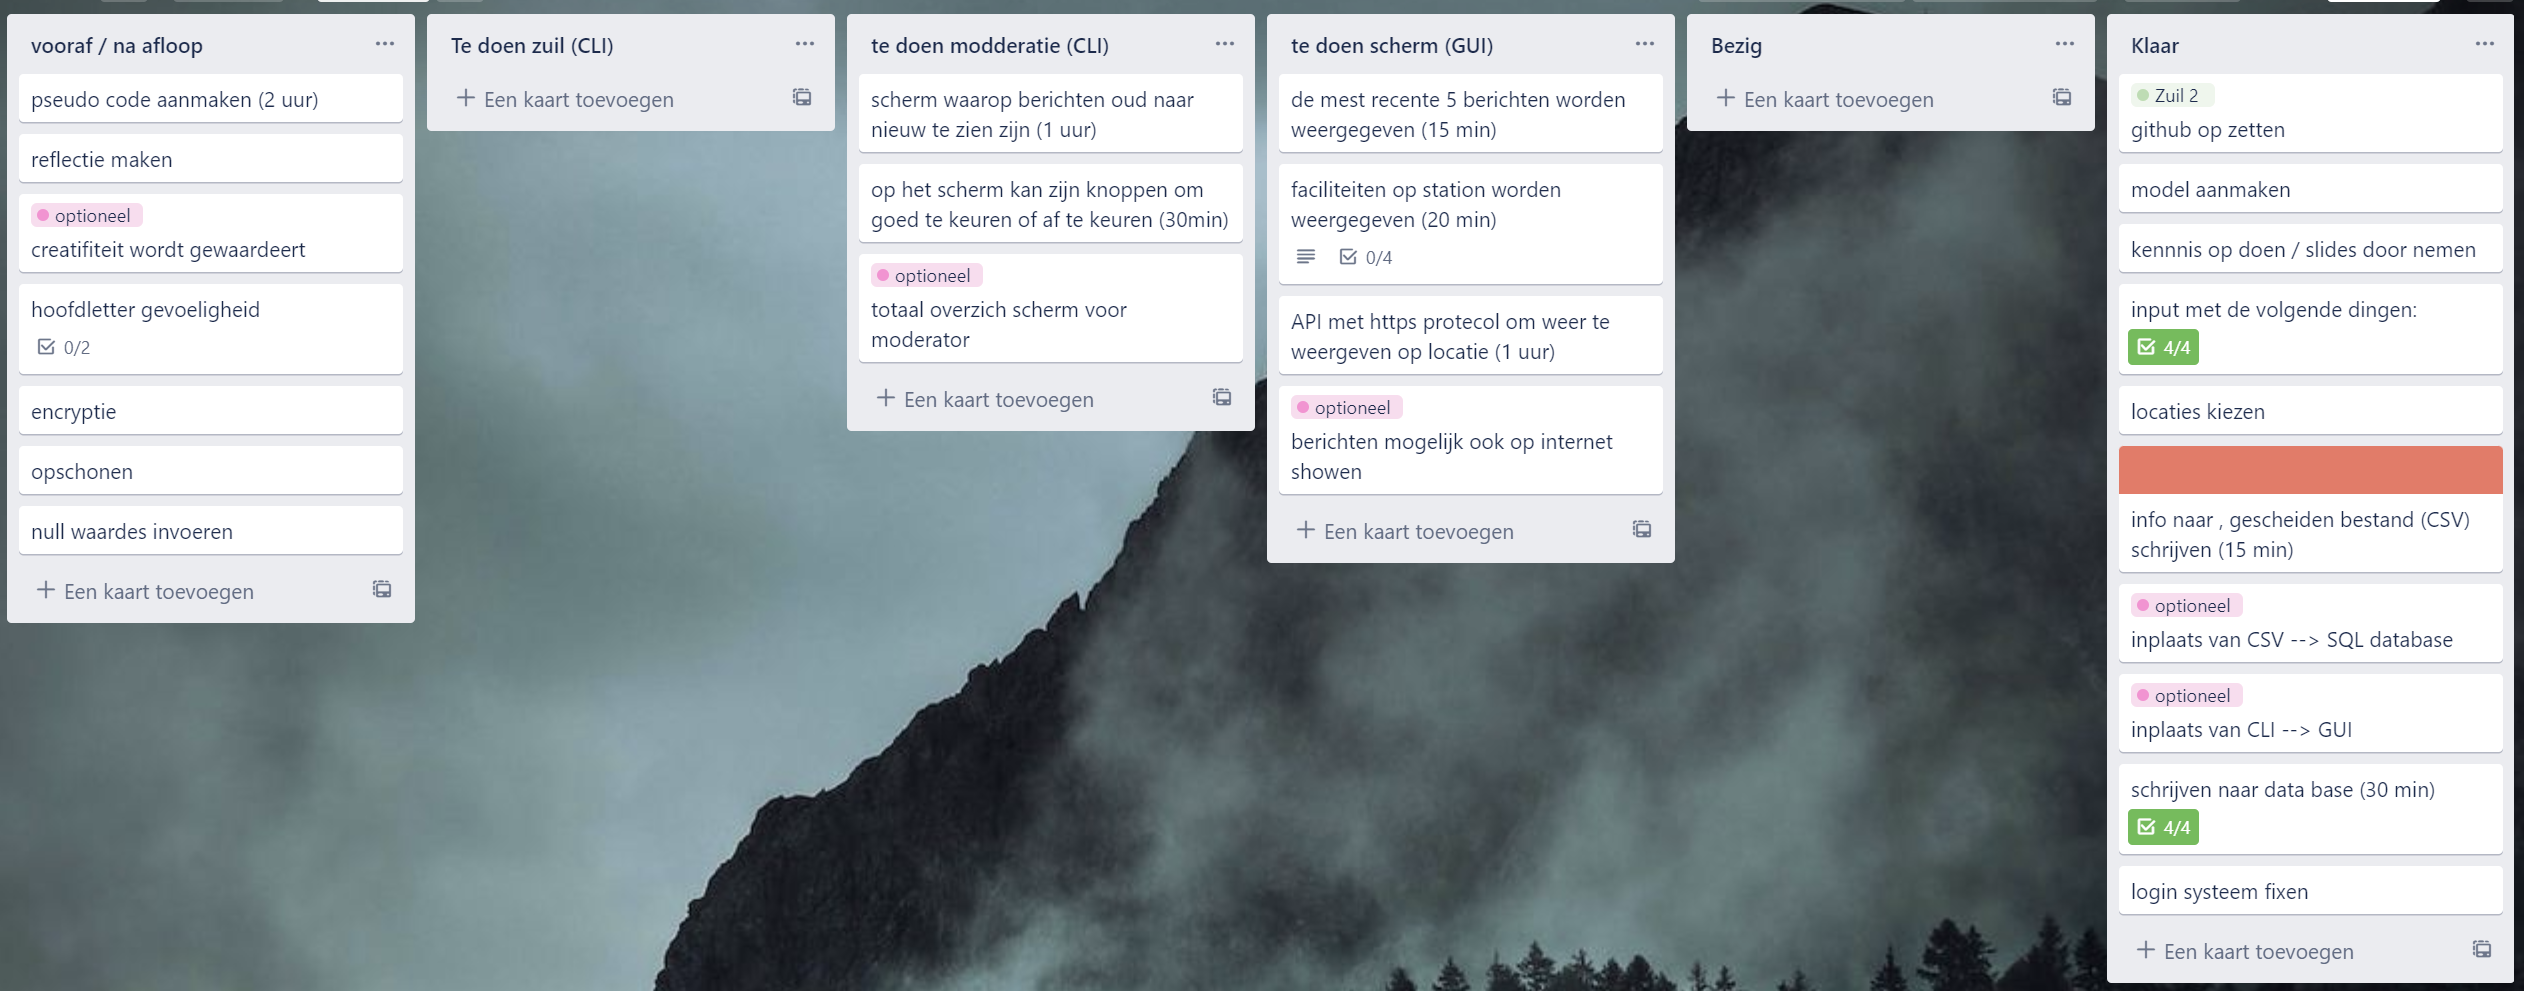 vooraf / na afloop
pseudo code aanmaken (2 uur)
reflectie maken
optioneel
creatifiteit wordt gewaardeert
hoofdletter gevoeligheid
0/2
encryptie
opschonen
null waardes invoeren
Een kaart toevoegen
Te doen zuil (CLI)
Een kaart toevoegen
te doen modderatie (CLI)
scherm waarop berichten oud naar
nieuw te zien zijn (1 uur)
op het scherm kan zijn knoppen om
goed te keuren of af te keuren (30min)
optioneel
totaal overzich scherm voor
moderator
Een kaart toevoegen
te doen scherm (GUI)
de mest recente 5 berichten worden
weergegeven (15 min)
faciliteiten op station worden
weergegeven (20 min)
0/4
API met https protecol om weer te
weergeven op locatie (1 uur)
optioneel
berichten mogelijk ook op internet
showen
Een kaart toevoegen
Bezig
Een kaart toevoegen
Klaar
Zuil 2
github op zetten
model aanmaken
kennnis op doen / slides door nemen
input met de volgende dingen:
4/4
locaties kiezen
info naar , gescheiden bestand (CSV)
schrijven (15 min)
optioneel
inplaats van CSV --> SQL database
optioneel
inplaats van CLI --> GUI
schrijven naar data base (30 min)
4/4
login systeem fixen
Een kaart toevoegen